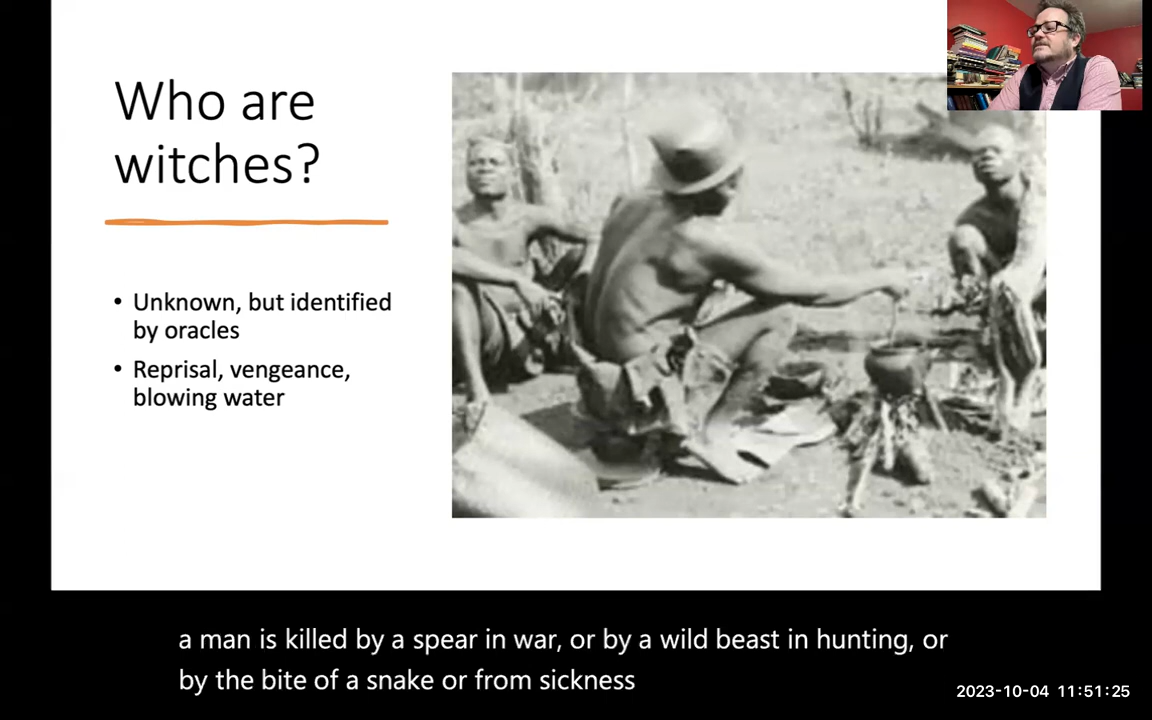 Who are
witches?
• Unknown, but identified
by oracles
• Reprisal, vengeance,
blowing water
a man is killed by a spear in war, or by a wild beast in hunting, or
by the bite of a snake or from sickness
2023-10-04 11:51:25